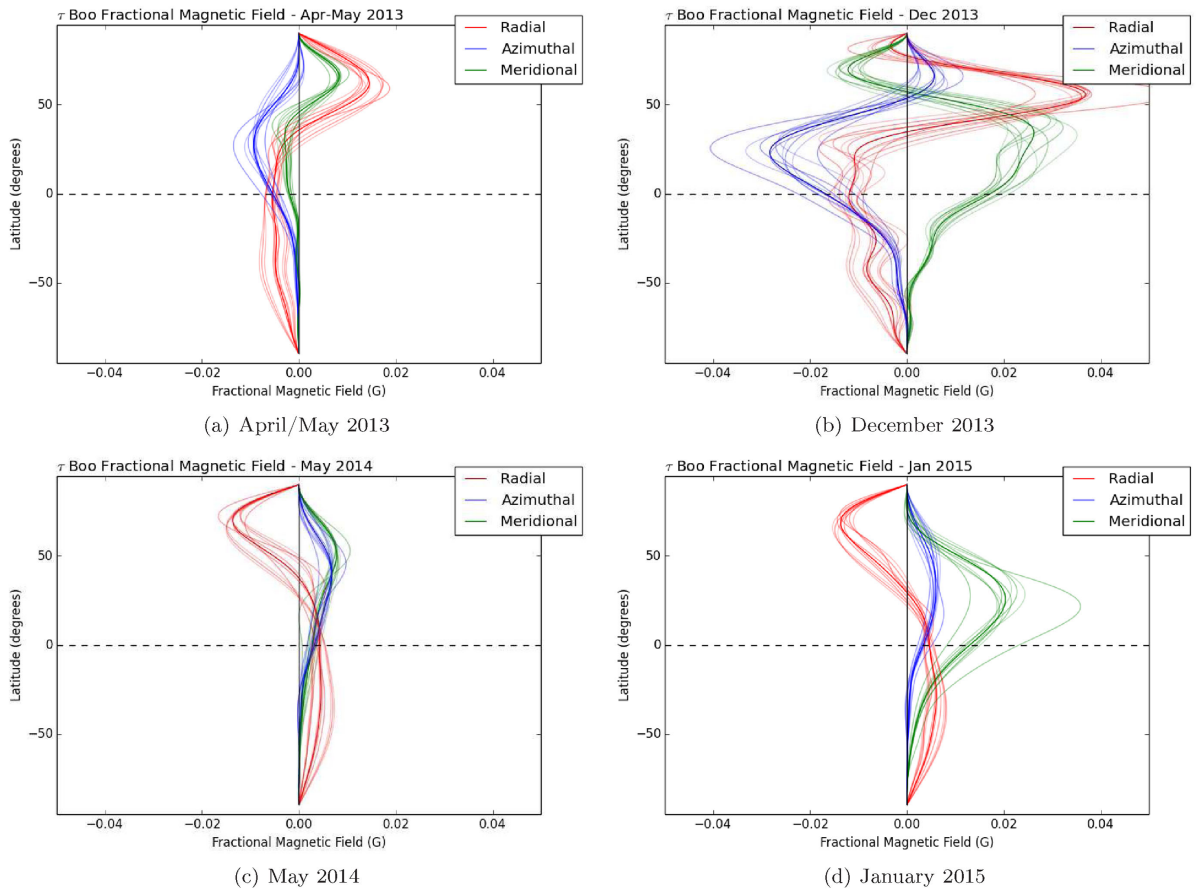 τ Boo Fractional Magnetic Field - Apr-May 2013
Radial
Azimuthal
Meridional
50
0
−50
Latitude (degrees)
−0.04 −0.02 0.00 0.02 0.04
Fractional Magnetic Field (G)
(a) April/May 2013
τ Boo Fractional Magnetic Field - Dec 2013
Radial
Azimuthal
Meridional
50
0
−50
Latitude (degrees)
−0.04 −0.02 0.00 0.02 0.04
Fractional Magnetic Field (G)
(b) December 2013
τ Boo Fractional Magnetic Field - May 2014
Radial
Azimuthal
Meridional
50
0
−50
Latitude (degrees)
−0.04 −0.02 0.00 0.02 0.04
Fractional Magnetic Field (G)
(c) May 2014
τ Boo Fractional Magnetic Field - Jan 2015
Radial
Azimuthal
Meridional
50
0
−50
Latitude (degrees)
−0.04 −0.02 0.00 0.02 0.04
Fractional Magnetic Field (G)
(d) January 2015